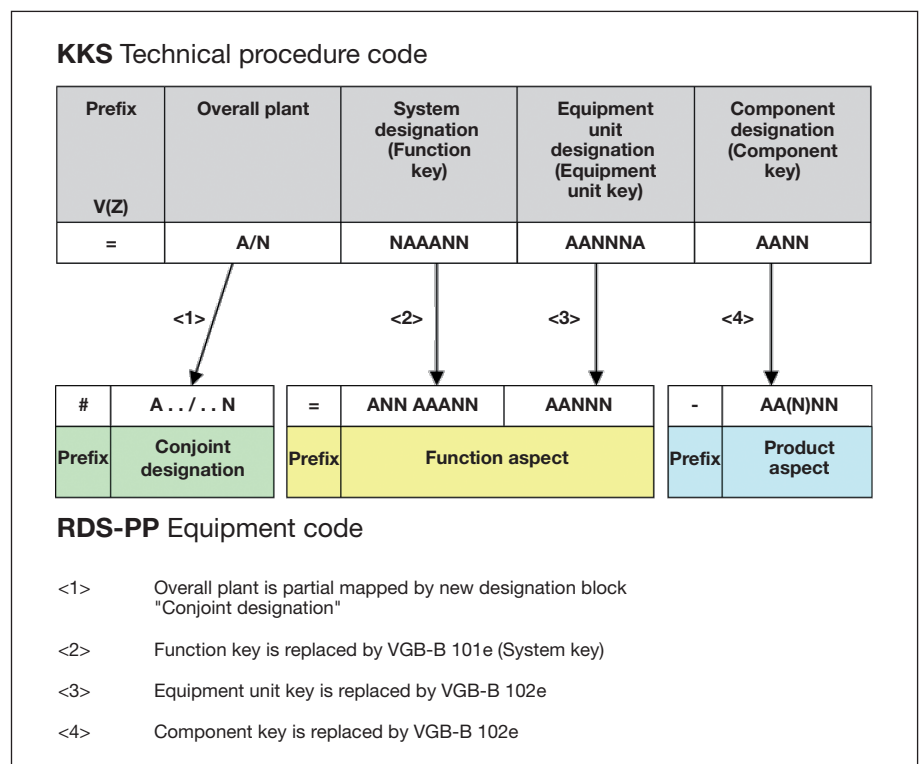 KKS Technical procedure code
Prefix
V(Z)
Overall plant
System
designation
(Function
key)
Equipment
unit
designation
(Equipment
unit key)
Component
designation
(Component
key)
= A/N NAAANN AANNNA AANN
<1> <2> <3> <4>
# A . . / . . N = ANN AAANN AANNN - AA(N)NN
Prefix
Conjoint
designation
Prefix
Function aspect
Prefix
Product
aspect
RDS-PP Equipment code
<1> Overall plant is partial mapped by new designation block
"Conjoint designation"
<2> Function key is replaced by VGB-B 101e (System key)
<3> Equipment unit key is replaced by VGB-B 102e
<4> Component key is replaced by VGB-B 102e